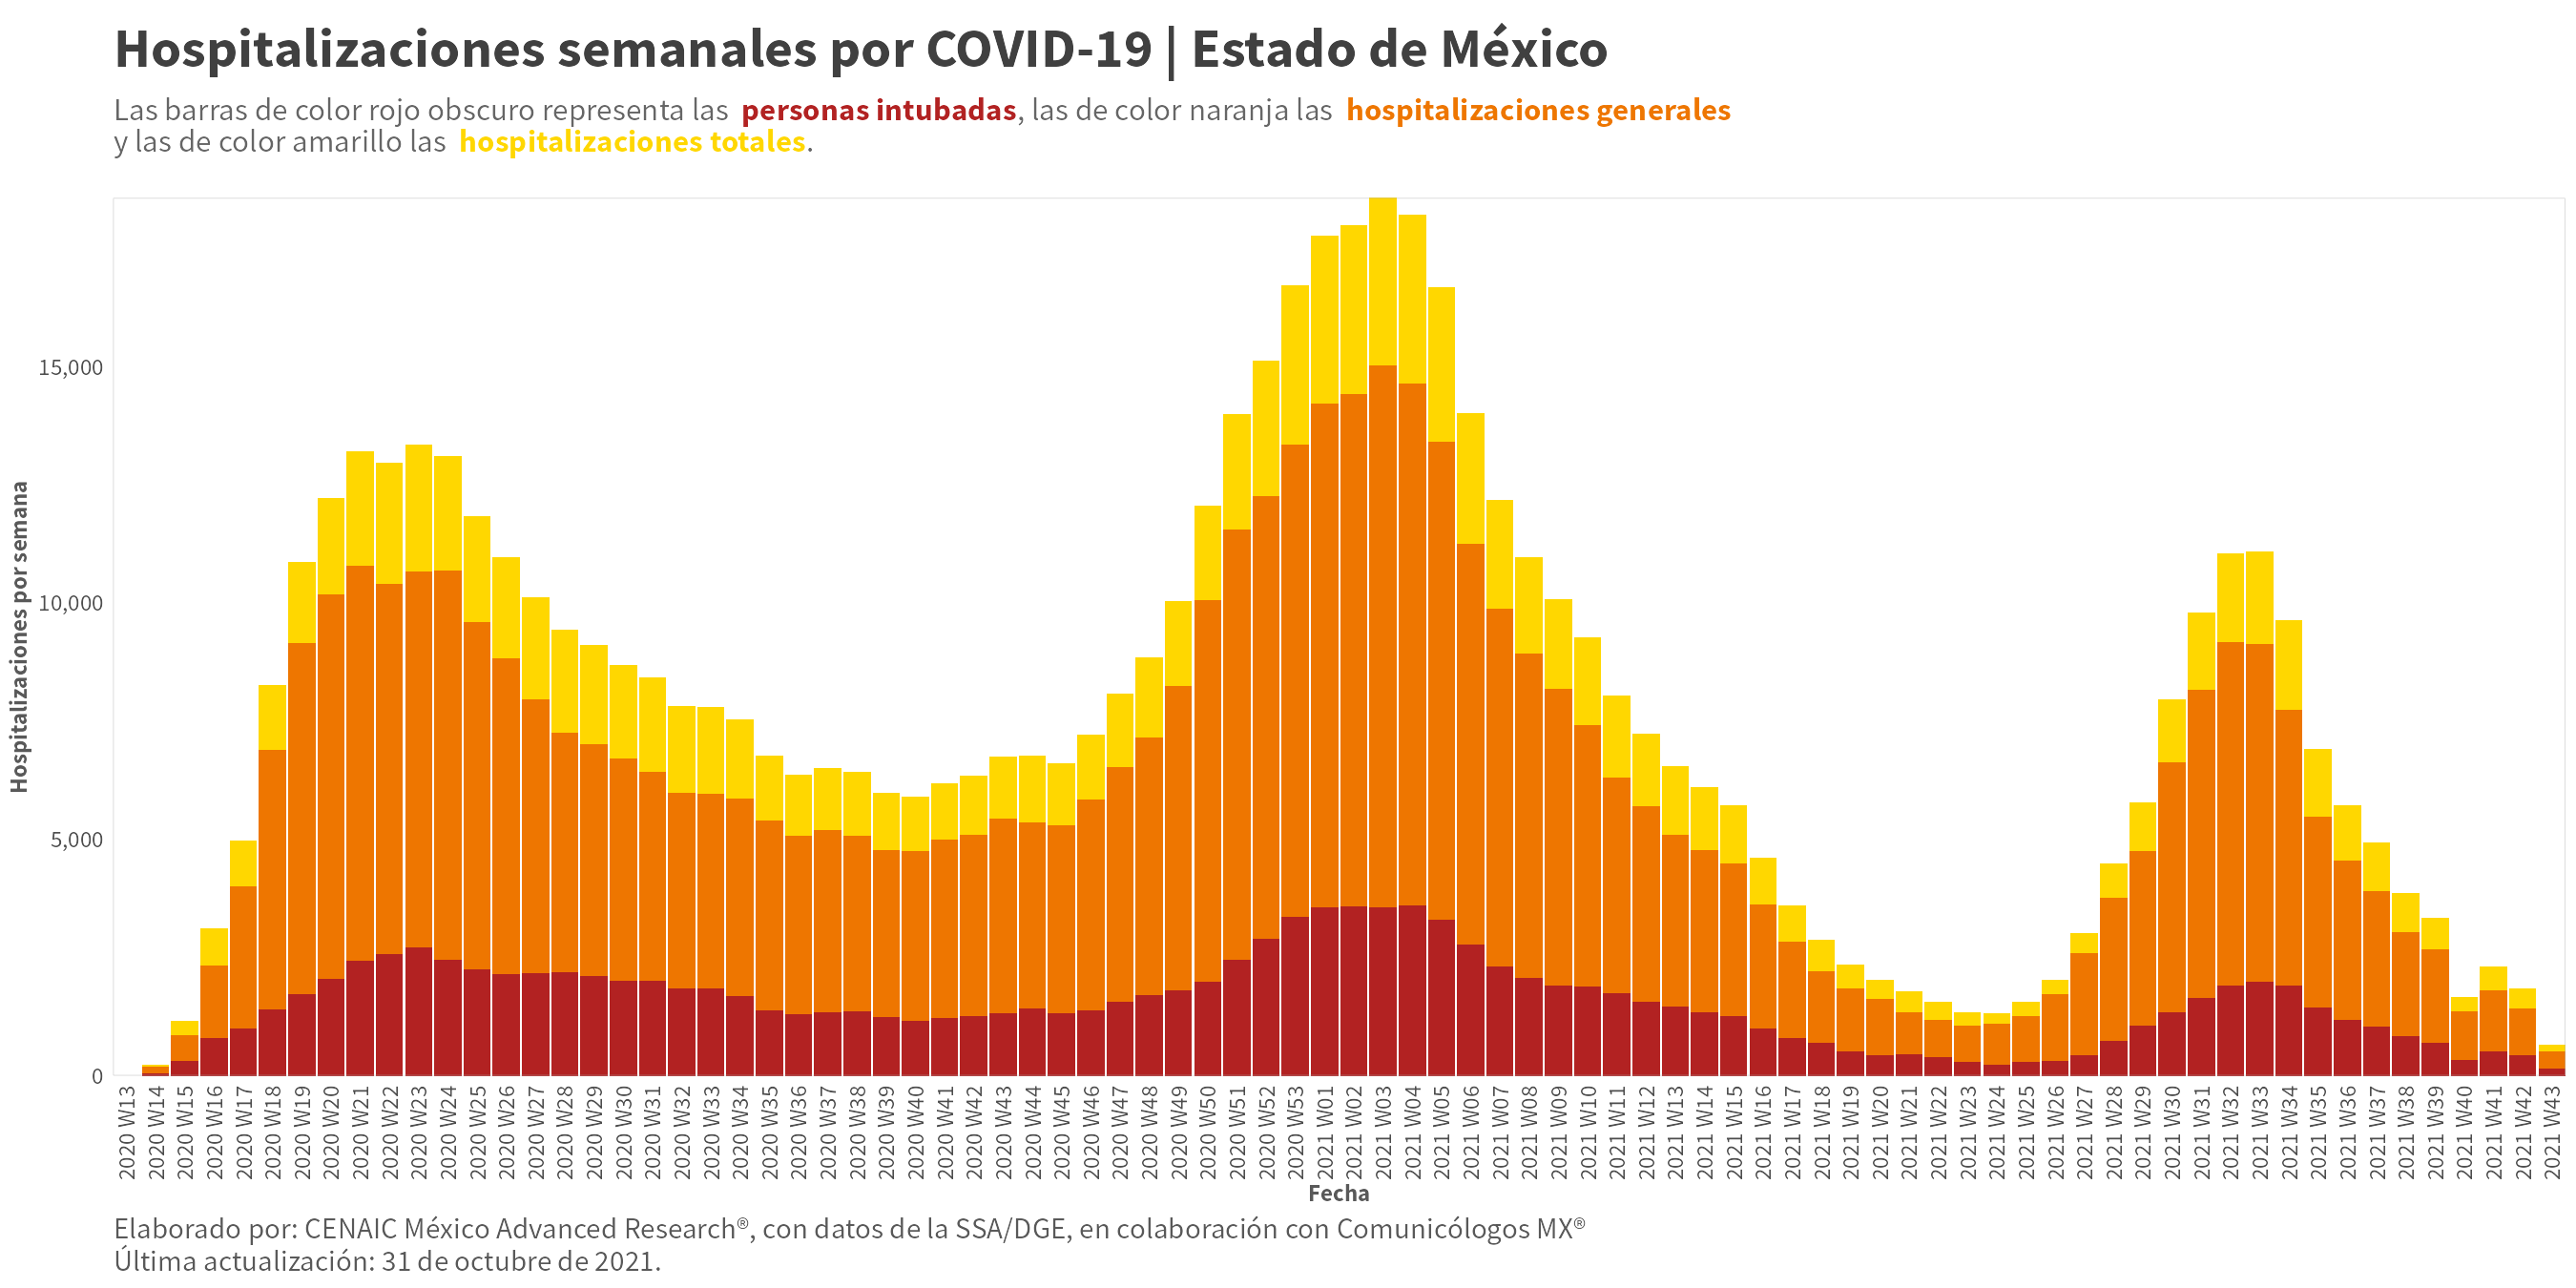 Hospitalizaciones semanales por COVID-19 | Estado de México
Las barras de color rojo obscuro representa las personas intubadas, las de color naranja las hospitalizaciones generales
y las de color amarillo las hospitalizaciones totales.
Hospitalizaciones por semana
15,000
10,000
5,000
0
2020 W13
2020 W14
2020 W15
2020 W16
2020 W17
2020 W18
2020 W19
2020 W20
2020 W21
2020 W22
2020 W23
2020 W24
2020 W25
2020 W26
2020 W27
2020 W28
2020 W29
2020 W30
2020 W31
2020 W32
2020 W33
2020 W34
2020 W35
2020 W36
2020 W37
2020 W38
2020 W39
2020 W40
2020 W41
2020 W42
2020 W43
2020 W44
2020 W45
2020 W46
2020 W47
2020 W48
2020 W49
2020 W50
2020 W51
2020 W52
2020 W53
2021 W01
2021 W02
2021 W03
2021 W04
2021 W05
2021 W06
2021 W07
2021 W08
2021 W09
2021 W10
2021 W11
2021 W12
2021 W13
2021 W14
2021 W15
2021 W16
2021 W17
2021 W18
2021 W19
2021 W20
2021 W21
2021 W22
2021 W23
2021 W24
2021 W25
2021 W26
2021 W27
2021 W28
2021 W29
2021 W30
2021 W31
2021 W32
2021 W33
2021 W34
2021 W35
2021 W36
2021 W37
2021 W38
2021 W39
2021 W40
2021 W41
2021 W42
2021 W43
Fecha
Elaborado por: CENAIC México Advanced Research®, con datos de la SSA/DGE, en colaboración con Comunicólogos MX®
Última actualización: 31 de octubre de 2021.